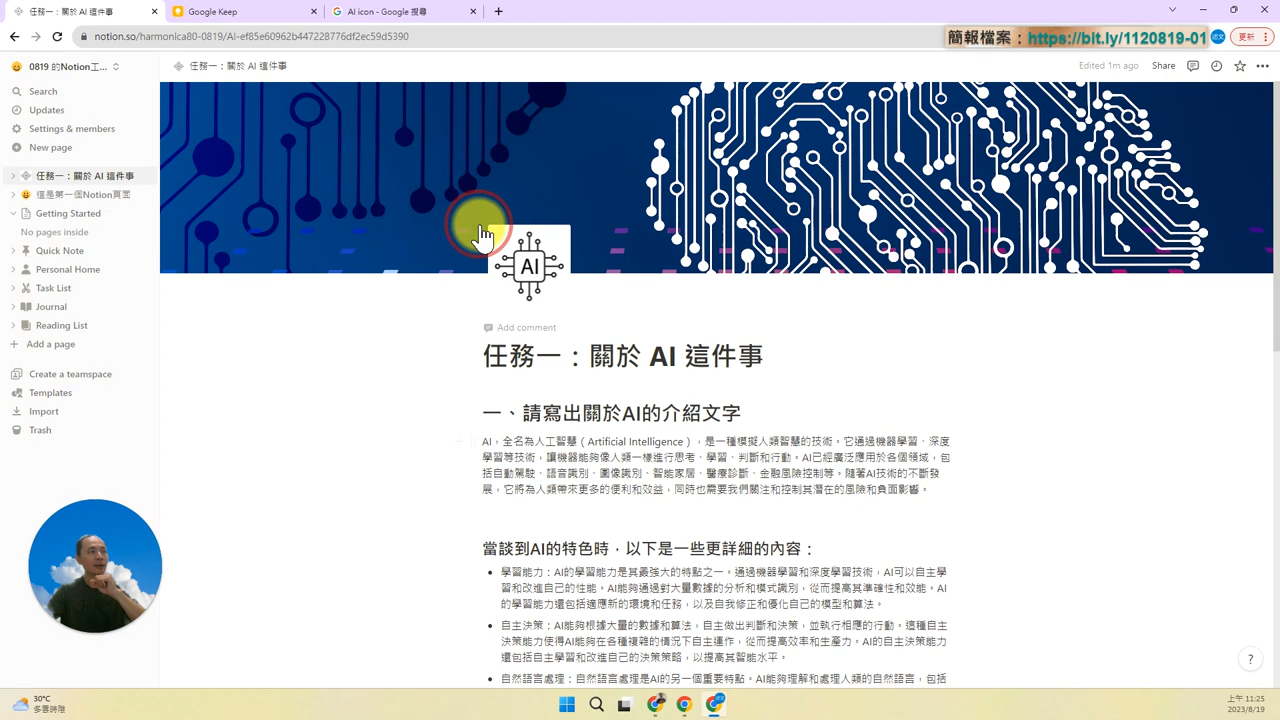 任務一：關於 AI 這件事
Google Keep
AI icon - Google 搜尋
notion.so/harmonica80-0819/AI-ef85e60962b447228776df2ec59d5390
簡報檔案：https://bit.ly/1120819-01
更新
0819 的Notion工...
任務一：關於 AI 這件事
Edited 1m ago
Share
Search
Updates
Settings & members
New page
任務一：關於 AI 這件事
這是第一個Notion頁面
Getting Started
No pages inside
Quick Note
Personal Home
Task List
Journal
Reading List
Add a page
Create a teamspace
Templates
Import
Trash
AI
Add comment
任務一：關於 AI 這件事
一、請寫出關於AI的介紹文字
AI，全名為人工智慧（Artificial Intelligence），是一種模擬人類智慧的技術。它通過機器學習、深度
學習等技術，讓機器能夠像人類一樣進行思考、學習、判斷和行動。AI已經廣泛應用於各個領域，包
括自動駕駛、語音識別、圖像識別、智能家居、醫療診斷、金融風險控制等。隨著AI技術的不斷發
展，它將為人類帶來更多的便利和效益，同時也需要我們關注和控制其潛在的風險和負面影響。
當談到AI的特色時，以下是一些更詳細的內容：
• 學習能力：AI的學習能力是其最強大的特點之一。通過機器學習和深度學習技術，AI可以自主學
習和改進自己的性能。AI能夠通過對大量數據的分析和模式識別，從而提高其準確性和效能。AI
的學習能力還包括適應新的環境和任務，以及自我修正和優化自己的模型和算法。
• 自主決策：AI能夠根據大量的數據和算法，自主做出判斷和決策，並執行相應的行動。這種自主
決策能力使得AI能夠在各種複雜的情況下自主運作，從而提高效率和生產力。AI的自主決策能力
還包括自主學習和改進自己的決策策略，以提高其智能水平。
• 自然語言處理：自然語言處理是AI的另一個重要特點。AI能夠理解和處理人類的自然語言，包括
?
30°C
多雲時陰
上午 11:25
2023/8/19